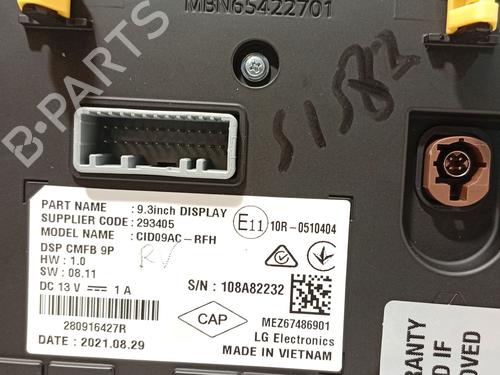 MBN65422701
B-PARTS
51583
PART NAME : 9.3inch DISPLAY
SUPPLIER CODE : 293405
MODEL NAME : CID09AC-RFH
DSP CMFB 9P
HW : 1.0
SW : 08.11
DC 13 V 1 A
RV
E11 10R-0510404
S/N : 108A82232
280916427R
DATE : 2021.08.29
CAP
MEZ67486901
LG Electronics
MADE IN VIETNAM